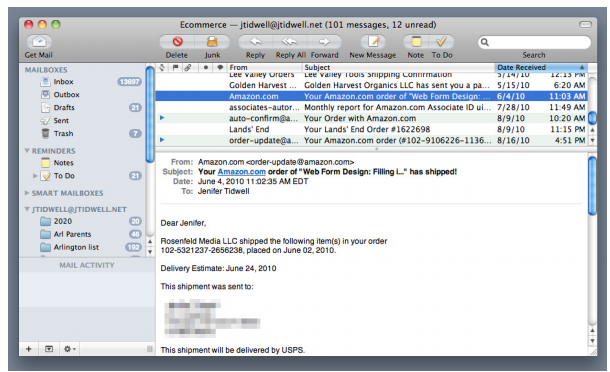 Ecommerce — jtidwell@jtidwell.net (101 messages, 12 unread)
Get Mail Delete Junk Reply Reply All Forward New Message Note To Do Search
MAILBOXES
Inbox 13697
Outbox
Drafts 21
Sent
Trash 7
REMINDERS
Notes
To Do 21
SMART MAILBOXES
JTIDWELL@JTIDWELL.NET
2020 20
Arl Parents 46
Arlington list 192
MAIL ACTIVITY
From Subject Date Received
Lee Valley Orders Lee Valley Tools Shipping Confirmation 5/14/10 12:13 PM
Golden Harvest ... Golden Harvest Organics LLC has sent you a pa... 5/15/10 6:20 AM
Amazon.com Your Amazon.com order of "Web Form Design: ... 6/4/10 11:03 AM
associates-autor... Monthly report for Amazon.com Associate ID ui... 7/28/10 11:49 AM
auto-confirm@a... Your Order with Amazon.com 8/9/10 10:20 AM
Lands' End Your Lands' End Order #1622698 8/9/10 11:15 PM
order-update@a... Your Amazon.com order (#102-9106226-1136... 8/16/10 4:51 PM
From: Amazon.com <order-update@amazon.com>
Subject: Your Amazon.com order of "Web Form Design: Filling i..." has shipped!
Date: June 4, 2010 11:02:35 AM EDT
To: Jenifer Tidwell
Dear Jenifer,
Rosenfeld Media LLC shipped the following item(s) in your order
102-5321237-2656238, placed on June 02, 2010.
Delivery Estimate: June 24, 2010
This shipment was sent to:
This shipment will be delivered by USPS.